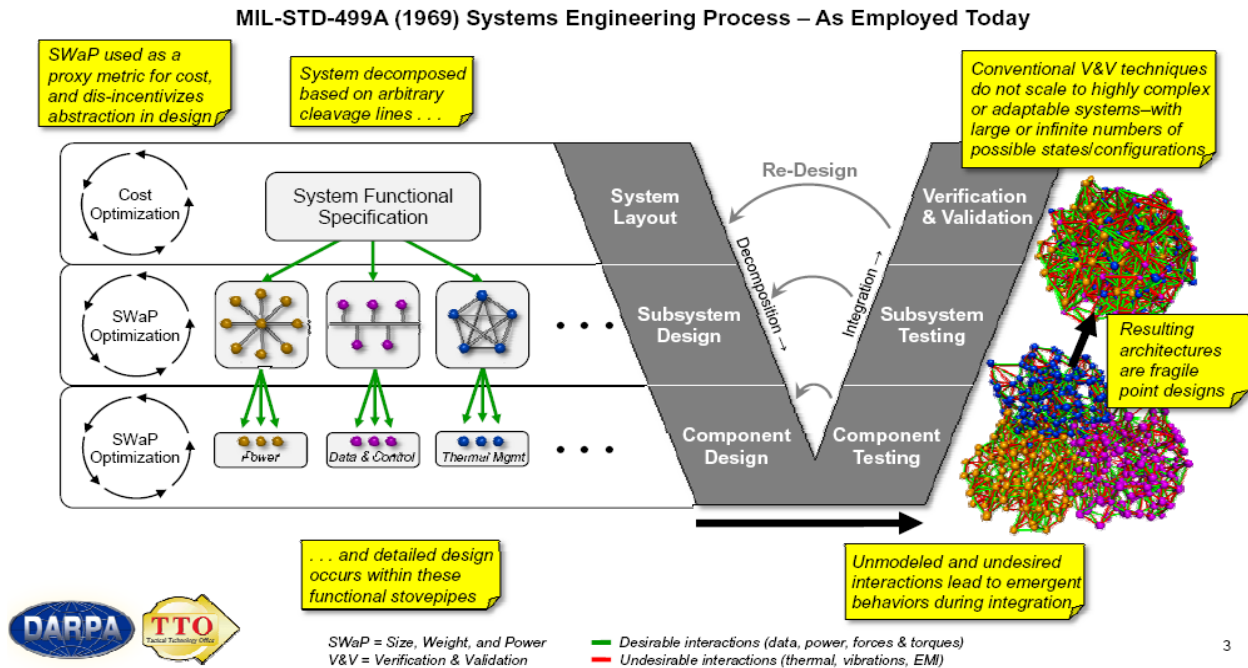 MIL-STD-499A (1969) Systems Engineering Process – As Employed Today
SWaP used as a
proxy metric for cost,
and dis-incentivizes
abstraction in design
System decomposed
based on arbitrary
cleavage lines . . .
Conventional V&V techniques
do not scale to highly complex
or adaptable systems–with
large or infinite numbers of
possible states/configurations
Cost
Optimization
System Functional
Specification
System
Layout
Re-Design
Verification
& Validation
Decomposition →
Integration →
SWaP
Optimization
. . .
Subsystem
Design
Subsystem
Testing
Resulting
architectures
are fragile
point designs
SWaP
Optimization
Power
Data & Control
Thermal Mgmt
. . .
Component
Design
Component
Testing
. . . and detailed design
occurs within these
functional stovepipes
Unmodeled and undesired
interactions lead to emergent
behaviors during integration
DARPA
TTO
Tactical Technology Office
SWaP = Size, Weight, and Power
V&V = Verification & Validation
Desirable interactions (data, power, forces & torques)
Undesirable interactions (thermal, vibrations, EMI)
3